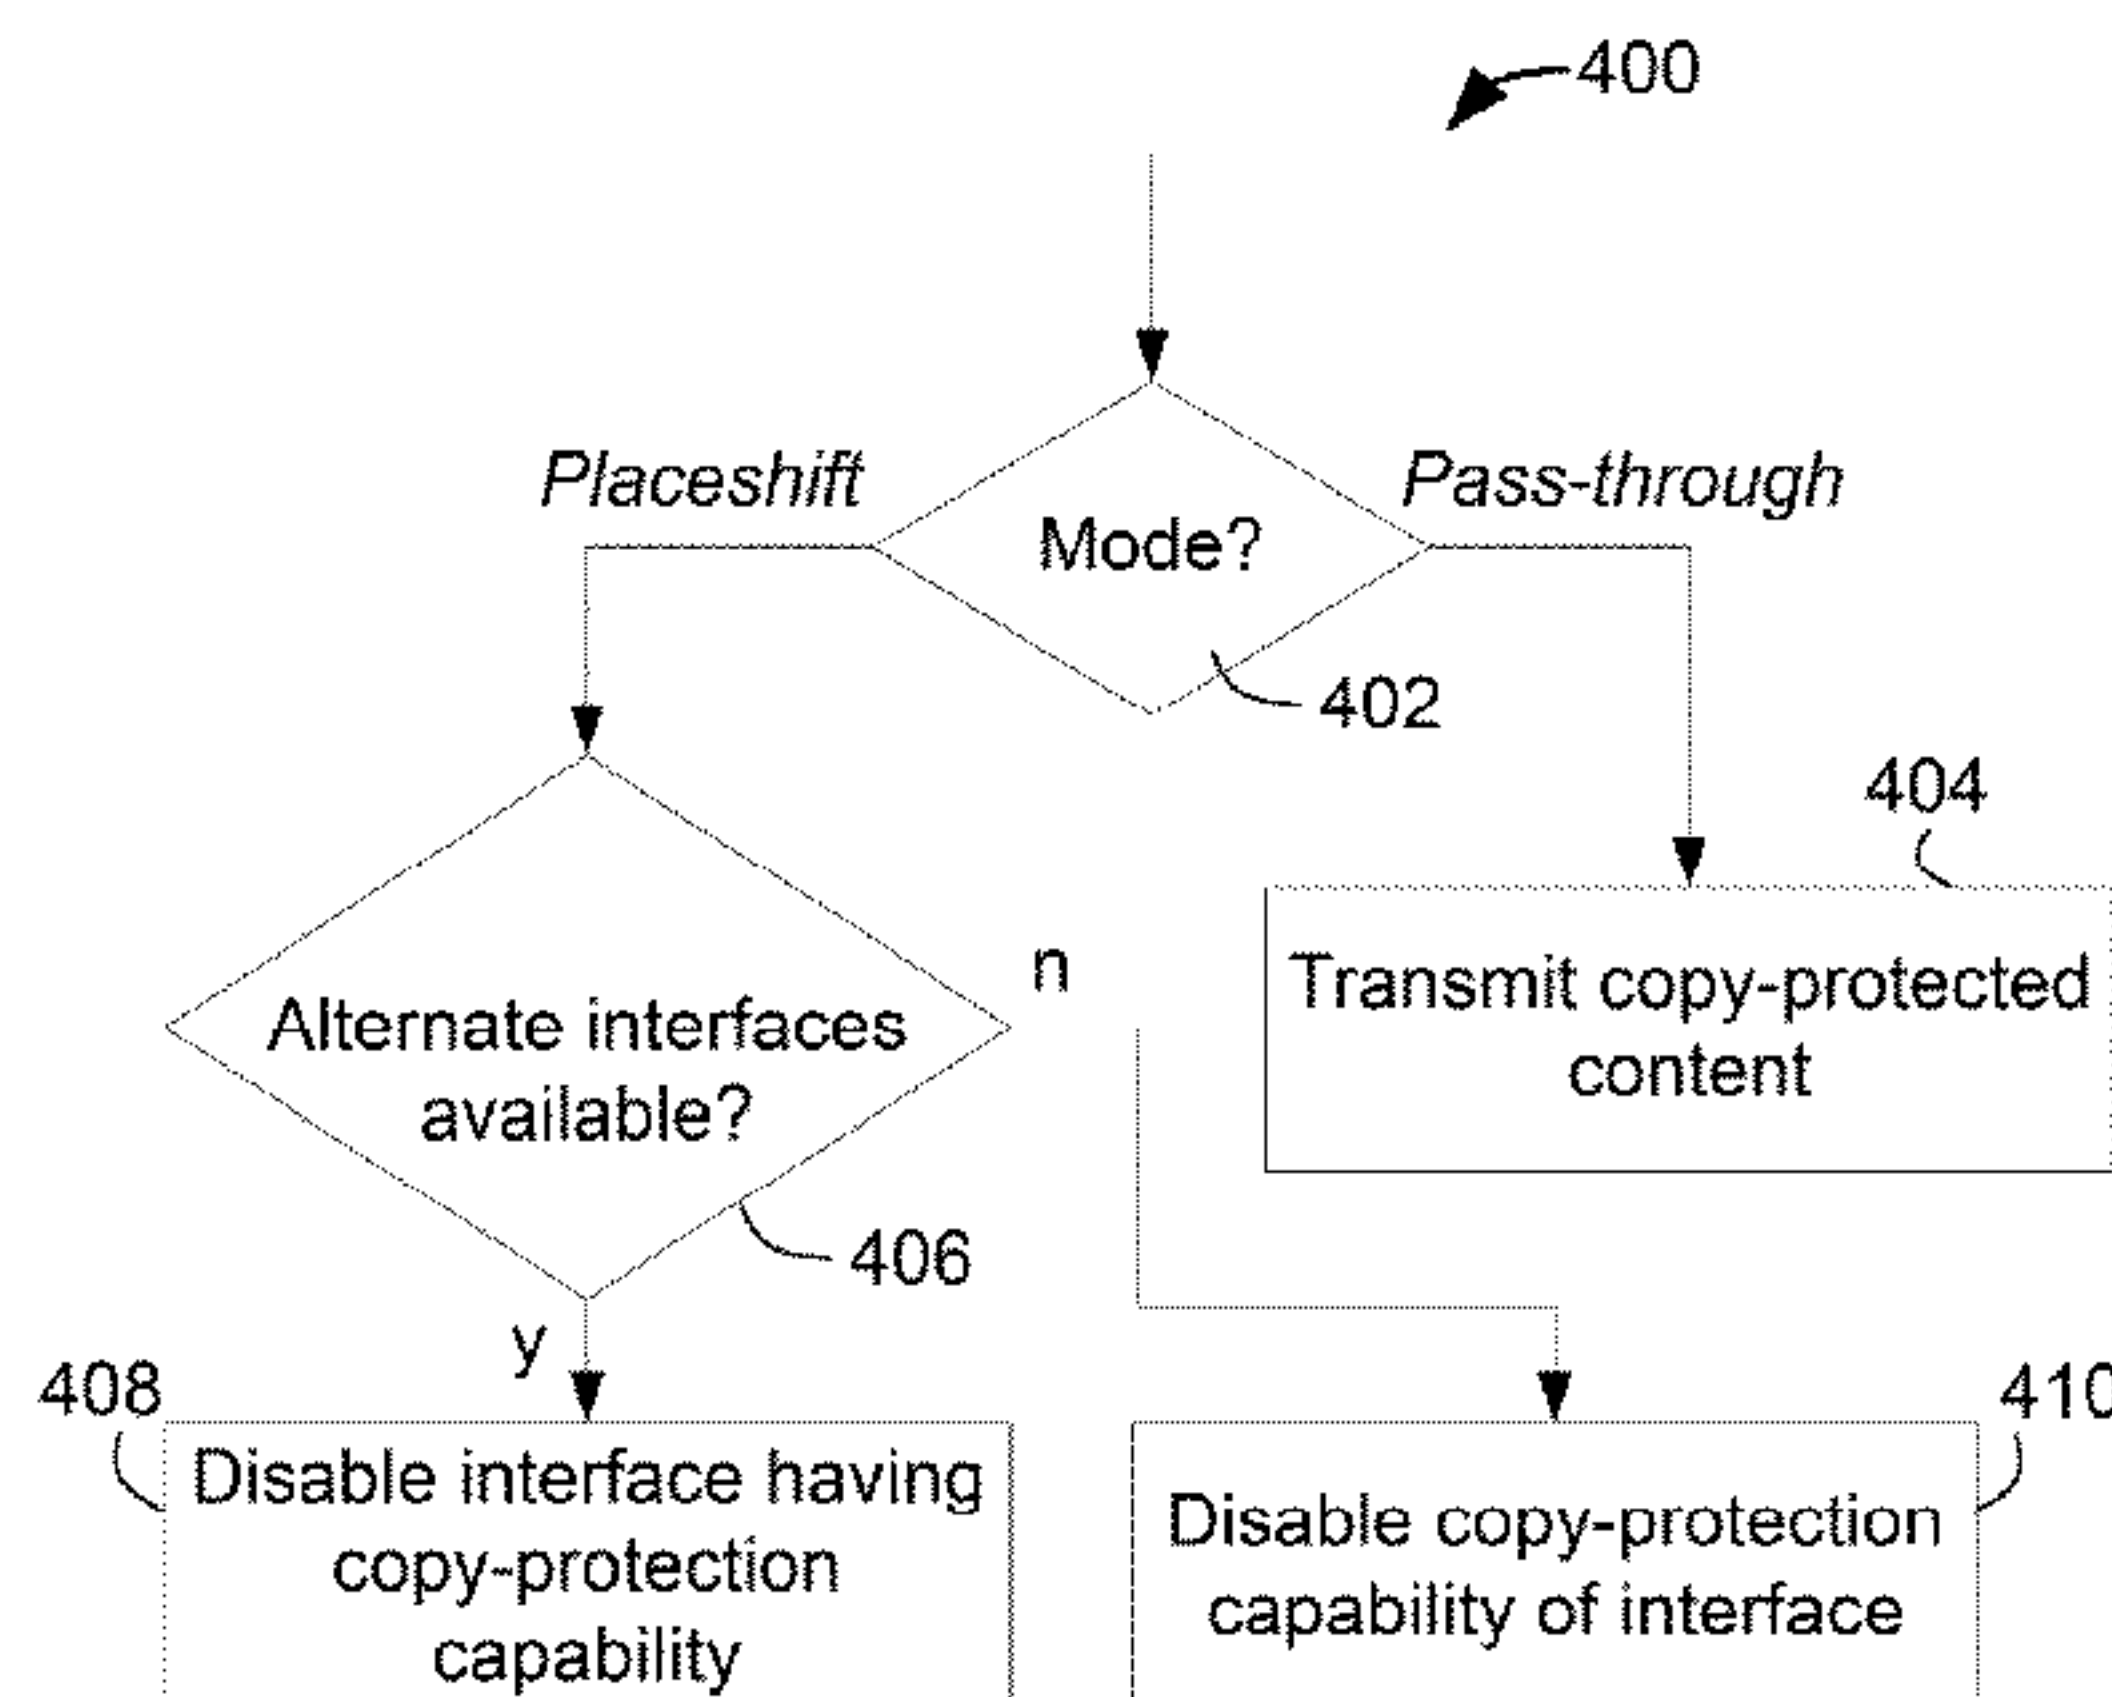 400
Placeshift
Pass-through
Mode?
402
404
n
Transmit copy-protected
content
Alternate interfaces
available?
406
y
408
410
Disable interface having
copy-protection
capability
Disable copy-protection
capability of interface